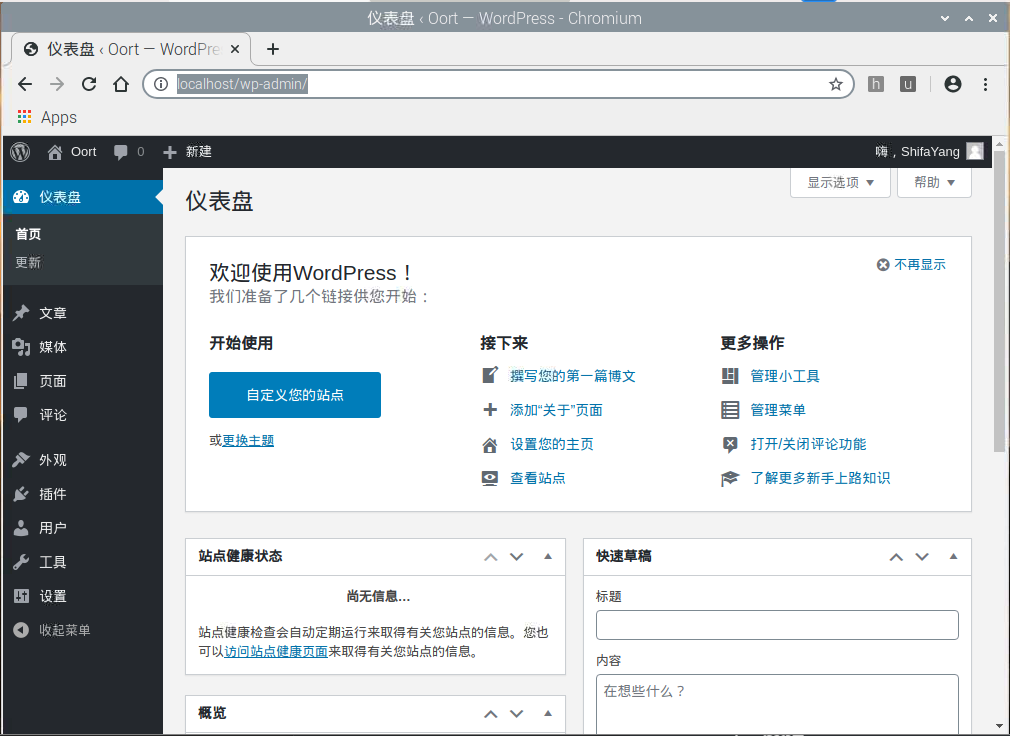 仪表盘 ‹ Oort — WordPress - Chromium
仪表盘 ‹ Oort — WordPre
localhost/wp-admin/
h
u
Apps
Oort
0
新建
嗨，ShifaYang
仪表盘
首页
更新
文章
媒体
页面
评论
外观
插件
用户
工具
设置
收起菜单
仪表盘
显示选项
帮助
欢迎使用WordPress！
不再显示
我们准备了几个链接供您开始：
开始使用
自定义您的站点
或更换主题
接下来
撰写您的第一篇博文
添加“关于”页面
设置您的主页
查看站点
更多操作
管理小工具
管理菜单
打开/关闭评论功能
了解更多新手上路知识
站点健康状态
尚无信息…
站点健康检查会自动定期运行来取得有关您站点的信息。您也
可以访问站点健康页面来取得有关您站点的信息。
概览
快速草稿
标题
内容
在想些什么？